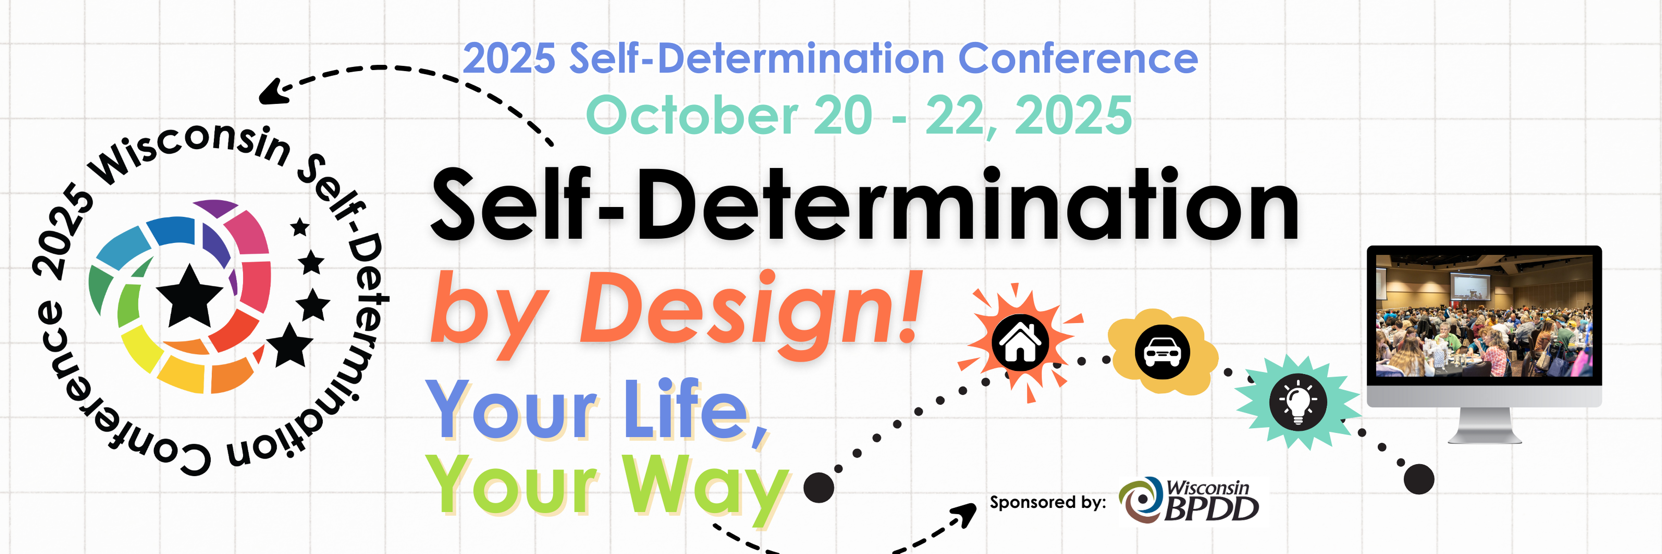 2025 Self-Determination Conference
October 20 - 22, 2025
2025 Wisconsin Self-Determination Conference
Self-Determination
by Design!
Your Life,
Your Way
Sponsored by:
Wisconsin
BPDD